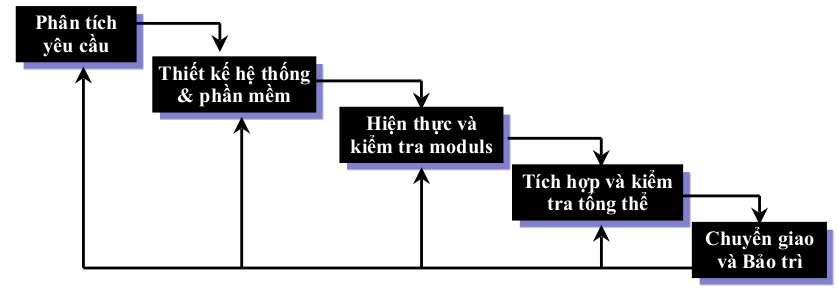 Phân tích
yêu cầu
Thiết kế hệ thống
& phần mềm
Hiện thực và
kiểm tra moduls
Tích hợp và kiểm
tra tổng thể
Chuyển giao
và Bảo trì